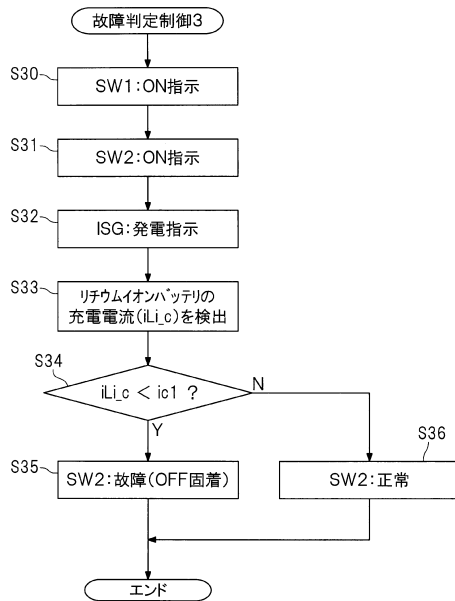 故障判定制御3
S30
SW1:ON指示
S31
SW2:ON指示
S32
ISG:発電指示
S33
リチウムイオンバッテリの
充電電流(iLi_c)を検出
S34
iLi_c < ic1 ?
N
Y
S35
SW2:故障(OFF固着)
S36
SW2:正常
エンド